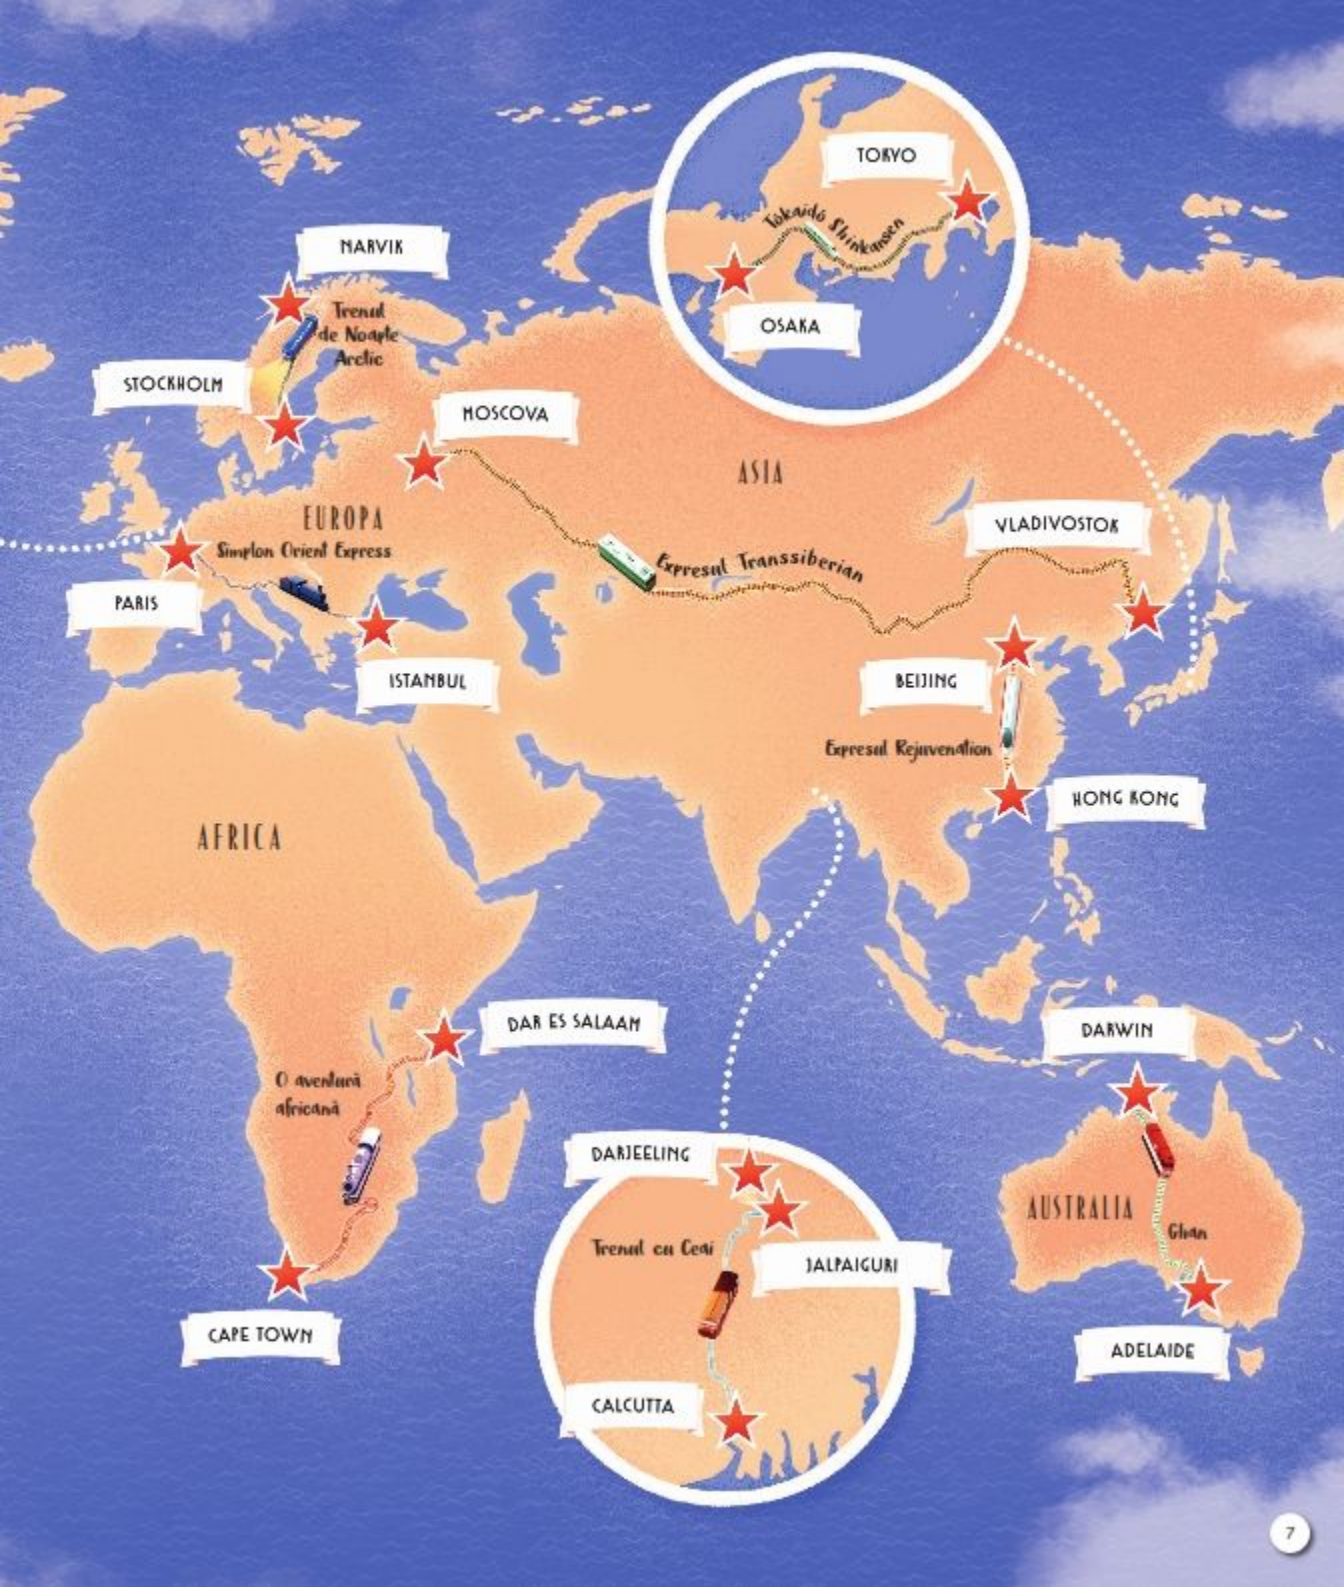 TOKYO
Tōkaidō Shinkansen
OSAKA
NARVIK
Trenul
de Noapte
Arctic
STOCKHOLM
MOSCOVA
ASIA
EUROPA
VLADIVOSTOK
Simplon Orient Express
Expresul Transsiberian
PARIS
ISTANBUL
BEIJING
Expresul Rejuvenation
HONG KONG
AFRICA
DAR ES SALAAM
DARWIN
O aventură
africană
DARJEELING
AUSTRALIA
Ghan
Trenul cu Ceai
JALPAIGURI
CAPE TOWN
ADELAIDE
CALCUTTA
7